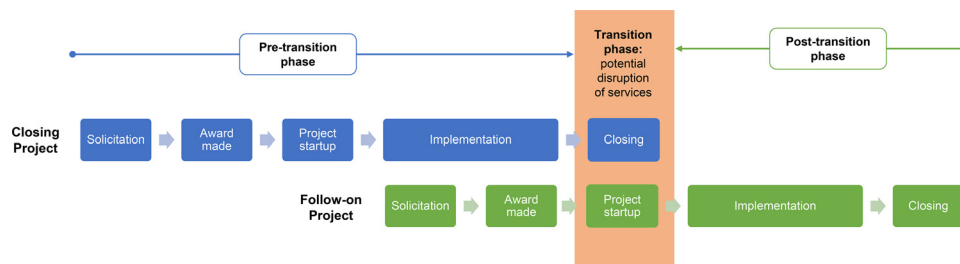 Pre-transition
phase
Transition
phase:
potential
disruption
of services
Post-transition
phase
Closing
Project
Solicitation
Award
made
Project
startup
Implementation
Closing
Follow-on
Project
Solicitation
Award
made
Project
startup
Implementation
Closing